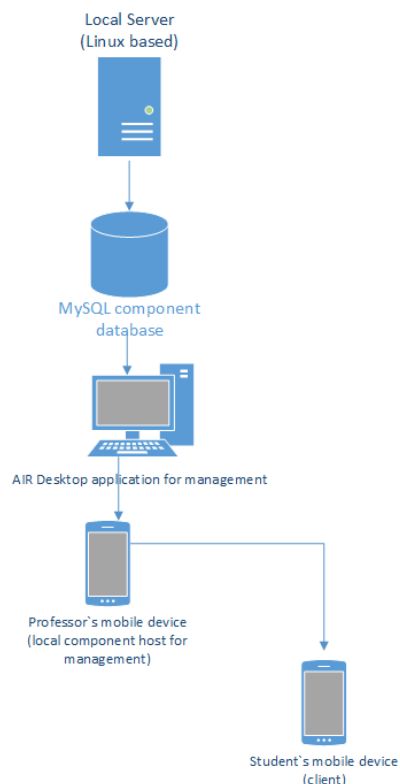 Local Server
(Linux based)
MySQL component
database
AIR Desktop application for management
Professor`s mobile device
(local component host for
management)
Student`s mobile device
(client)